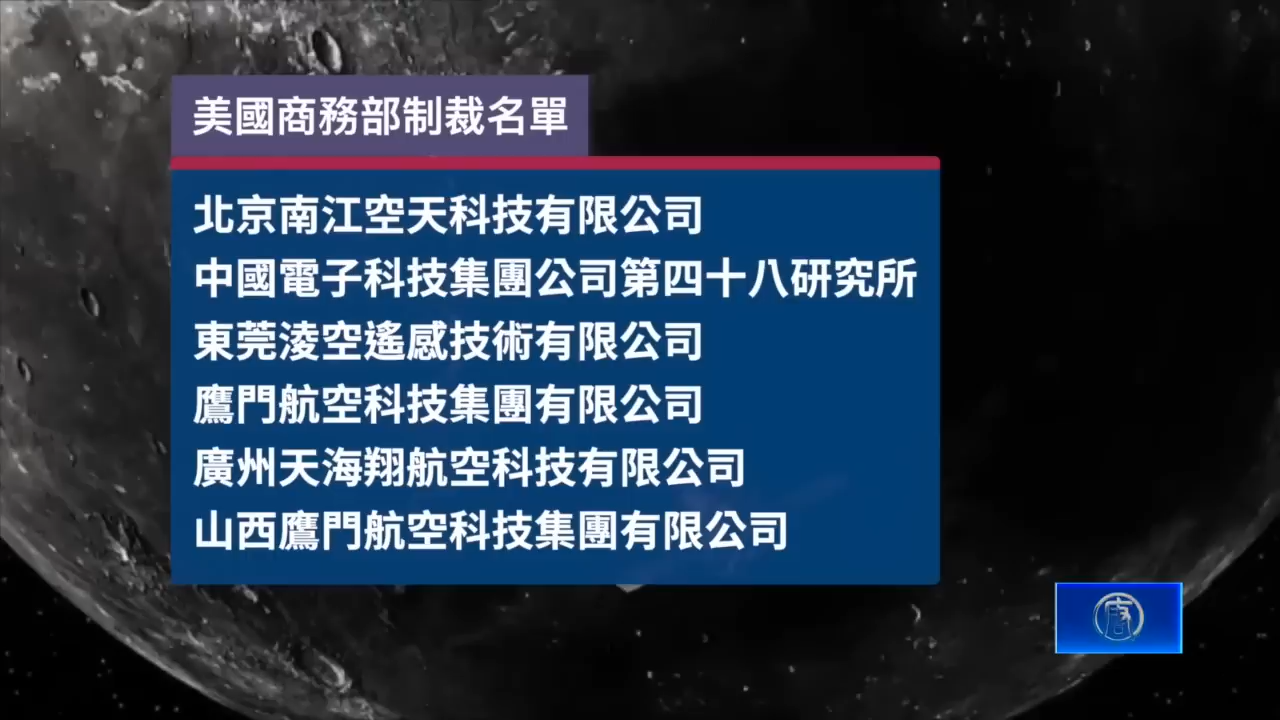 美國商務部制裁名單
北京南江空天科技有限公司
中國電子科技集團公司第四十八研究所
東莞淩空遙感技術有限公司
鷹門航空科技集團有限公司
廣州天海翔航空科技有限公司
山西鷹門航空科技集團有限公司